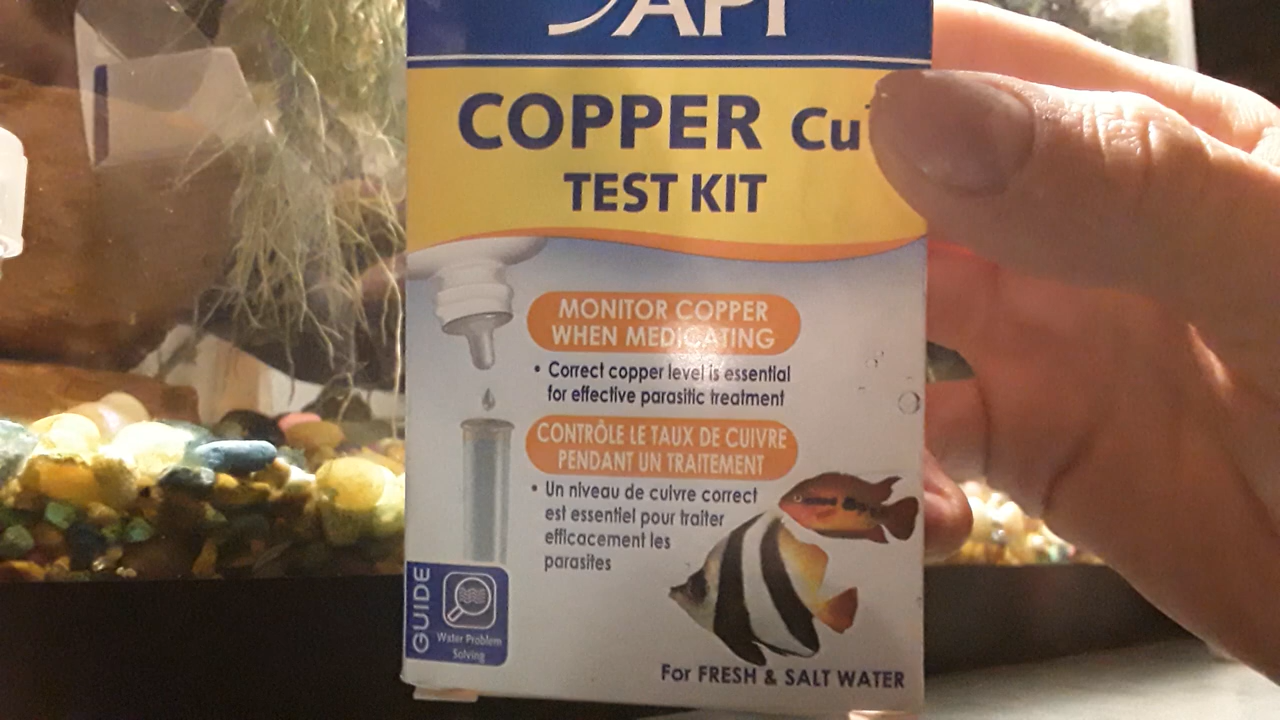 API
COPPER Cu
TEST KIT
MONITOR COPPER
WHEN MEDICATING
• Correct copper level is essential
for effective parasitic treatment
CONTRÔLE LE TAUX DE CUIVRE
PENDANT UN TRAITEMENT
• Un niveau de cuivre correct
est essentiel pour traiter
efficacement les
parasites
GUIDE
Water Problem
Solving
For FRESH & SALT WATER